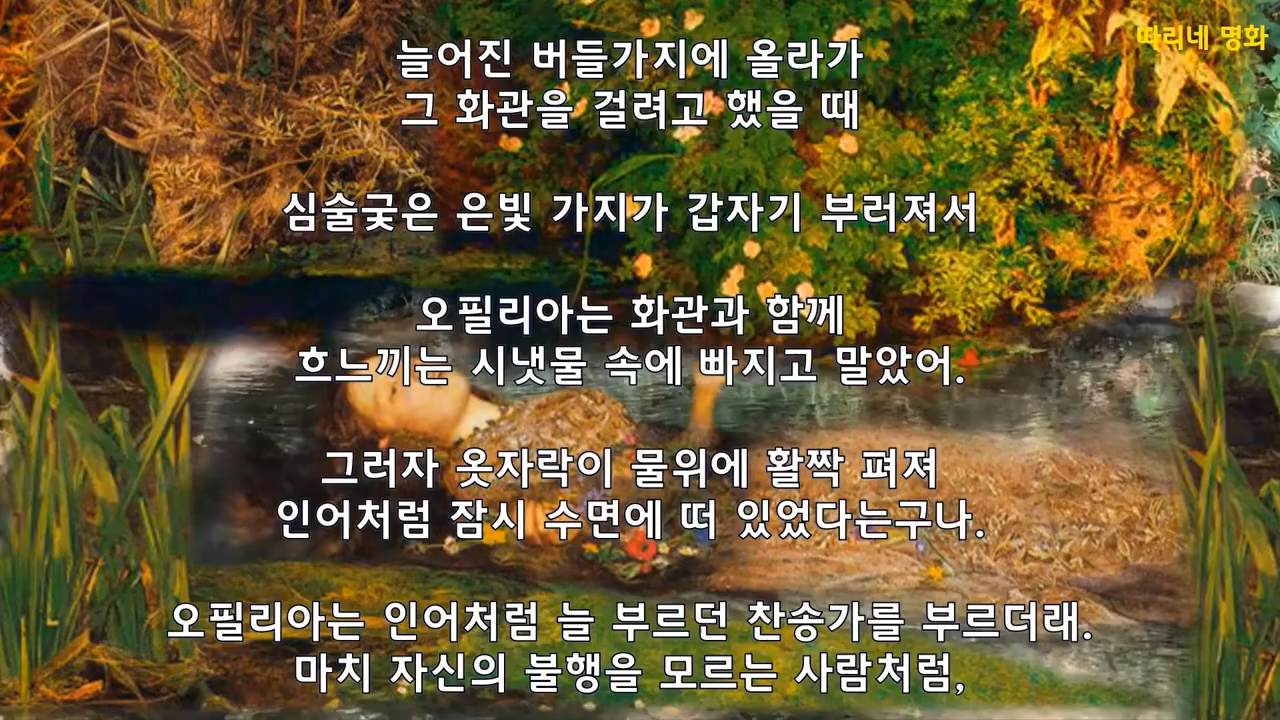 따리네 명화
늘어진 버들가지에 올라가
그 화관을 걸려고 했을 때
심술궂은 은빛 가지가 갑자기 부러져서
오필리아는 화관과 함께
흐느끼는 시냇물 속에 빠지고 말았어.
그러자 옷자락이 물위에 활짝 펴져
인어처럼 잠시 수면에 떠 있었다는구나.
오필리아는 인어처럼 늘 부르던 찬송가를 부르더래.
마치 자신의 불행을 모르는 사람처럼,